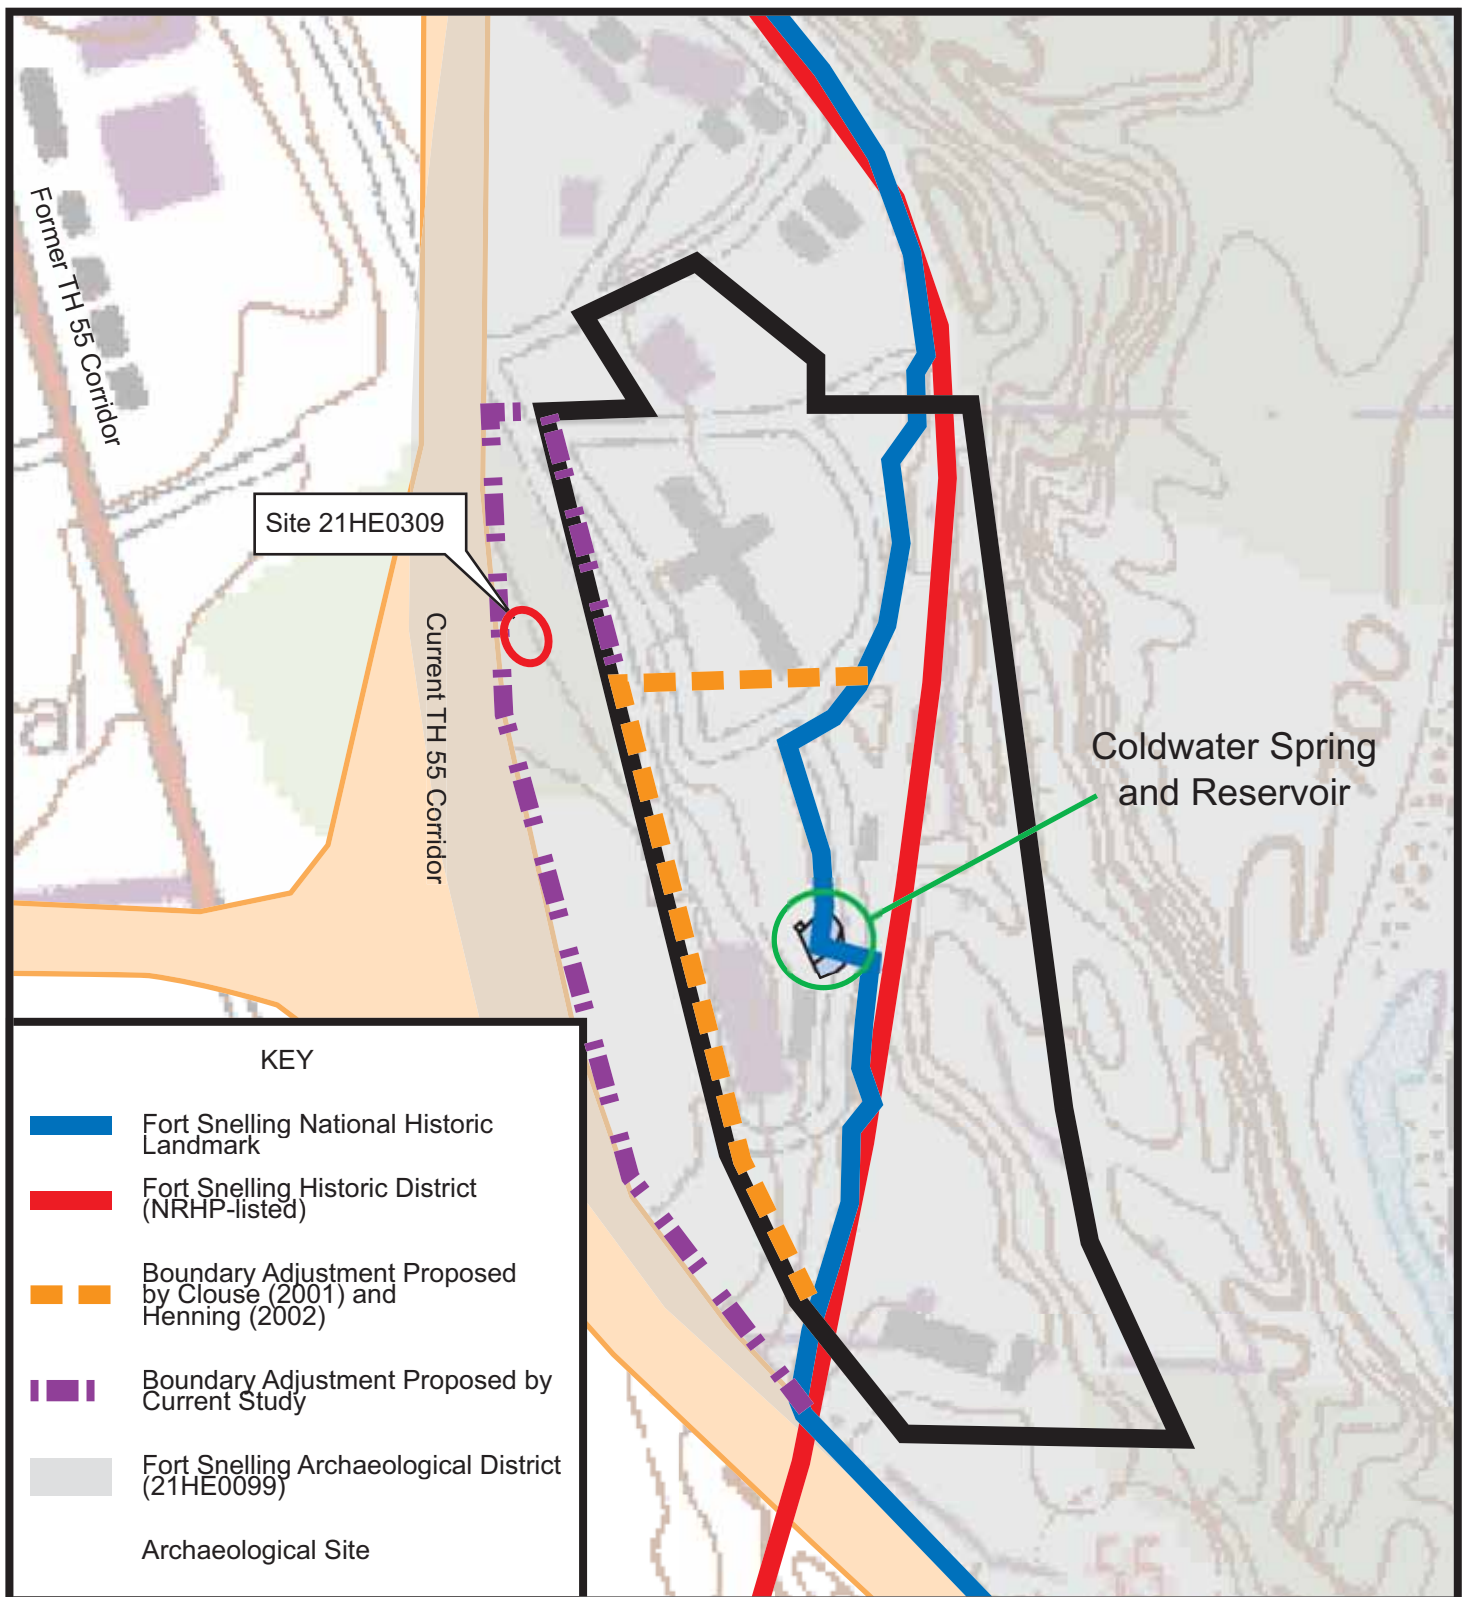 Former TH 55 Corridor
Site 21HE0309
Current TH 55 Corridor
Coldwater Spring
and Reservoir
KEY
Fort Snelling National Historic
Landmark
Fort Snelling Historic District
(NRHP-listed)
Boundary Adjustment Proposed
by Clouse (2001) and
Henning (2002)
Boundary Adjustment Proposed by
Current Study
Fort Snelling Archaeological District
(21HE0099)
Archaeological Site